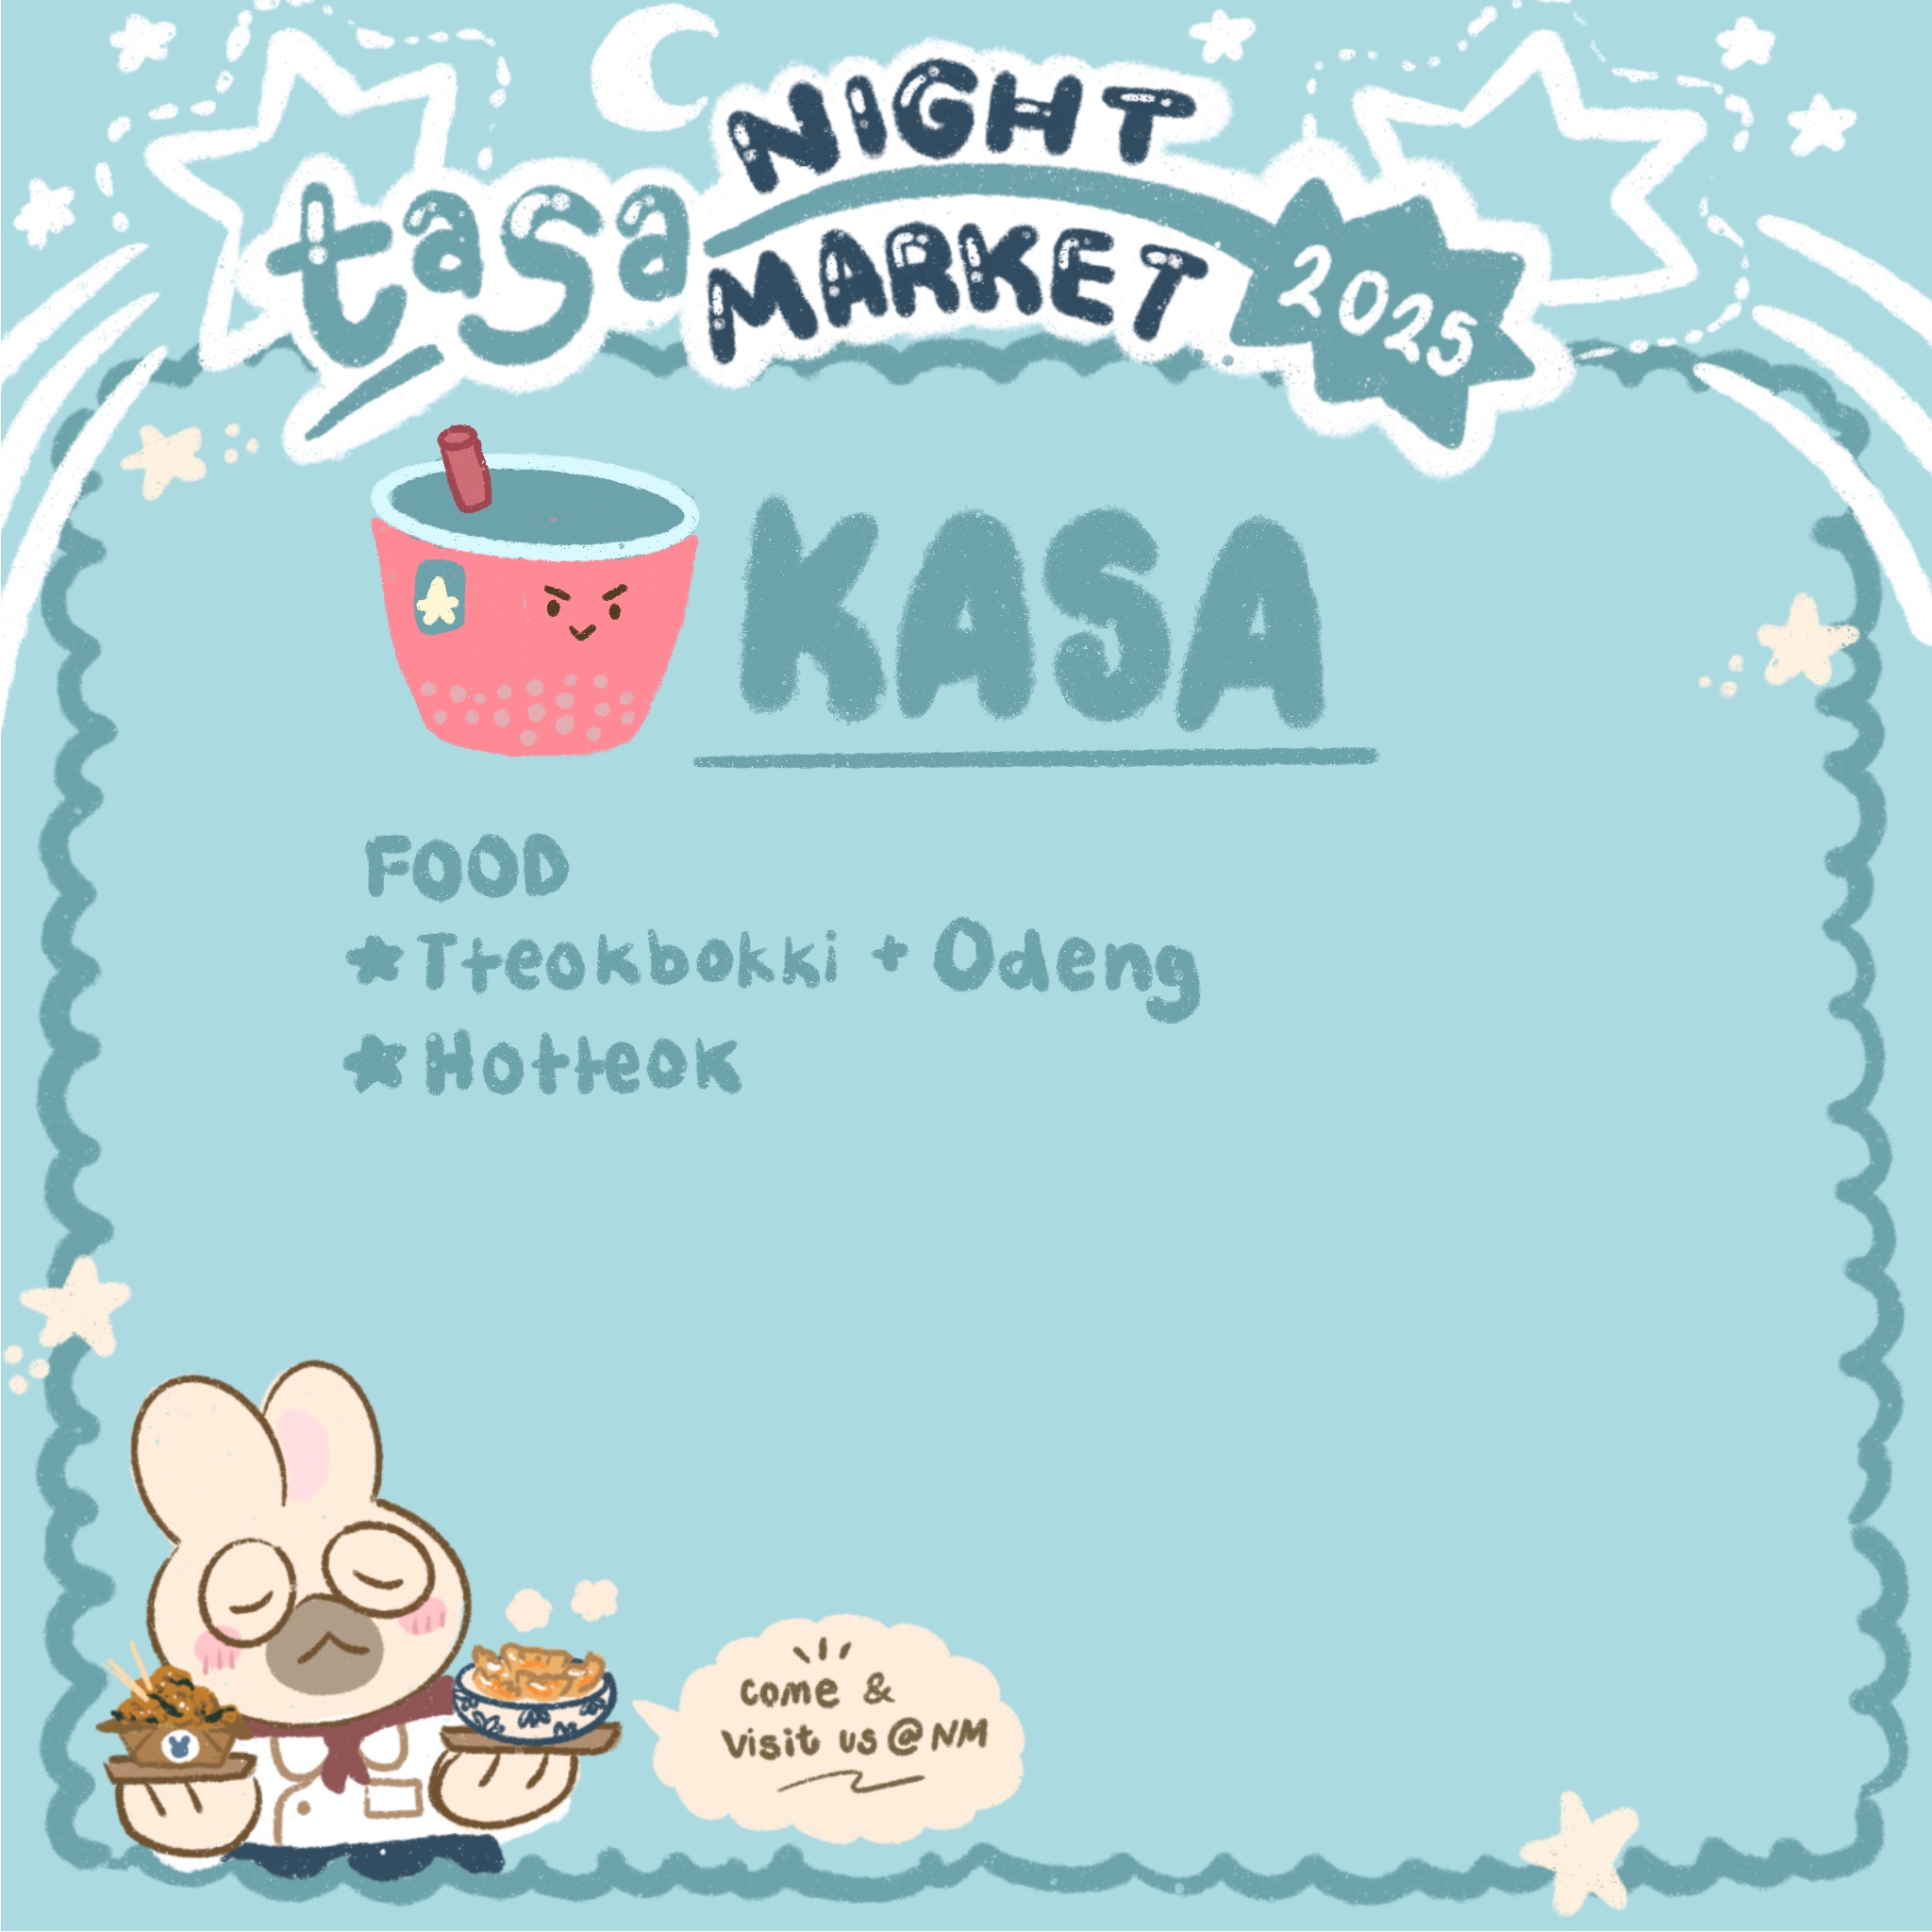 tasa
NIGHT
MARKET
2025
KASA
FOOD
Tteokbokki + Odeng
Hotteok
come &
visit us @ NM